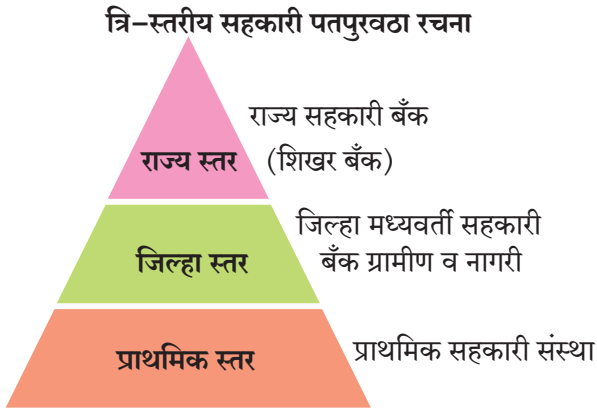 त्रि-स्तरीय सहकारी पतपुरवठा रचना
राज्य सहकारी बँक
राज्य स्तर (शिखर बँक)
जिल्हा मध्यवर्ती सहकारी
जिल्हा स्तर बँक ग्रामीण व नागरी
प्राथमिक स्तर प्राथमिक सहकारी संस्था